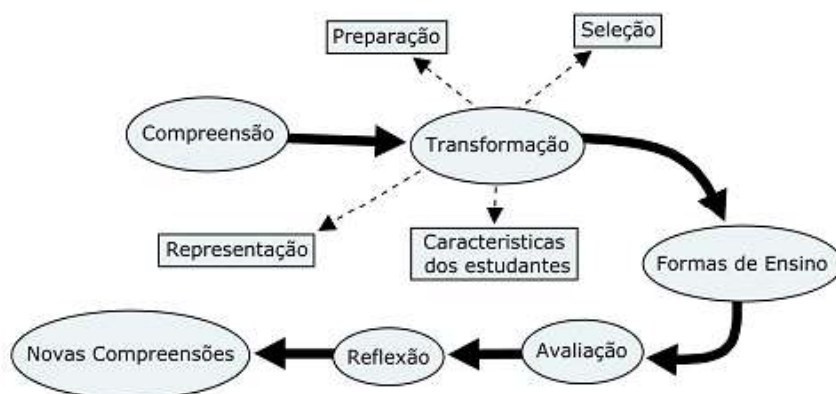 Preparação
Seleção
Compreensão
Transformação
Representação
Caracteristicas
dos estudantes
Formas de Ensino
Novas Compreensões
Reflexão
Avaliação